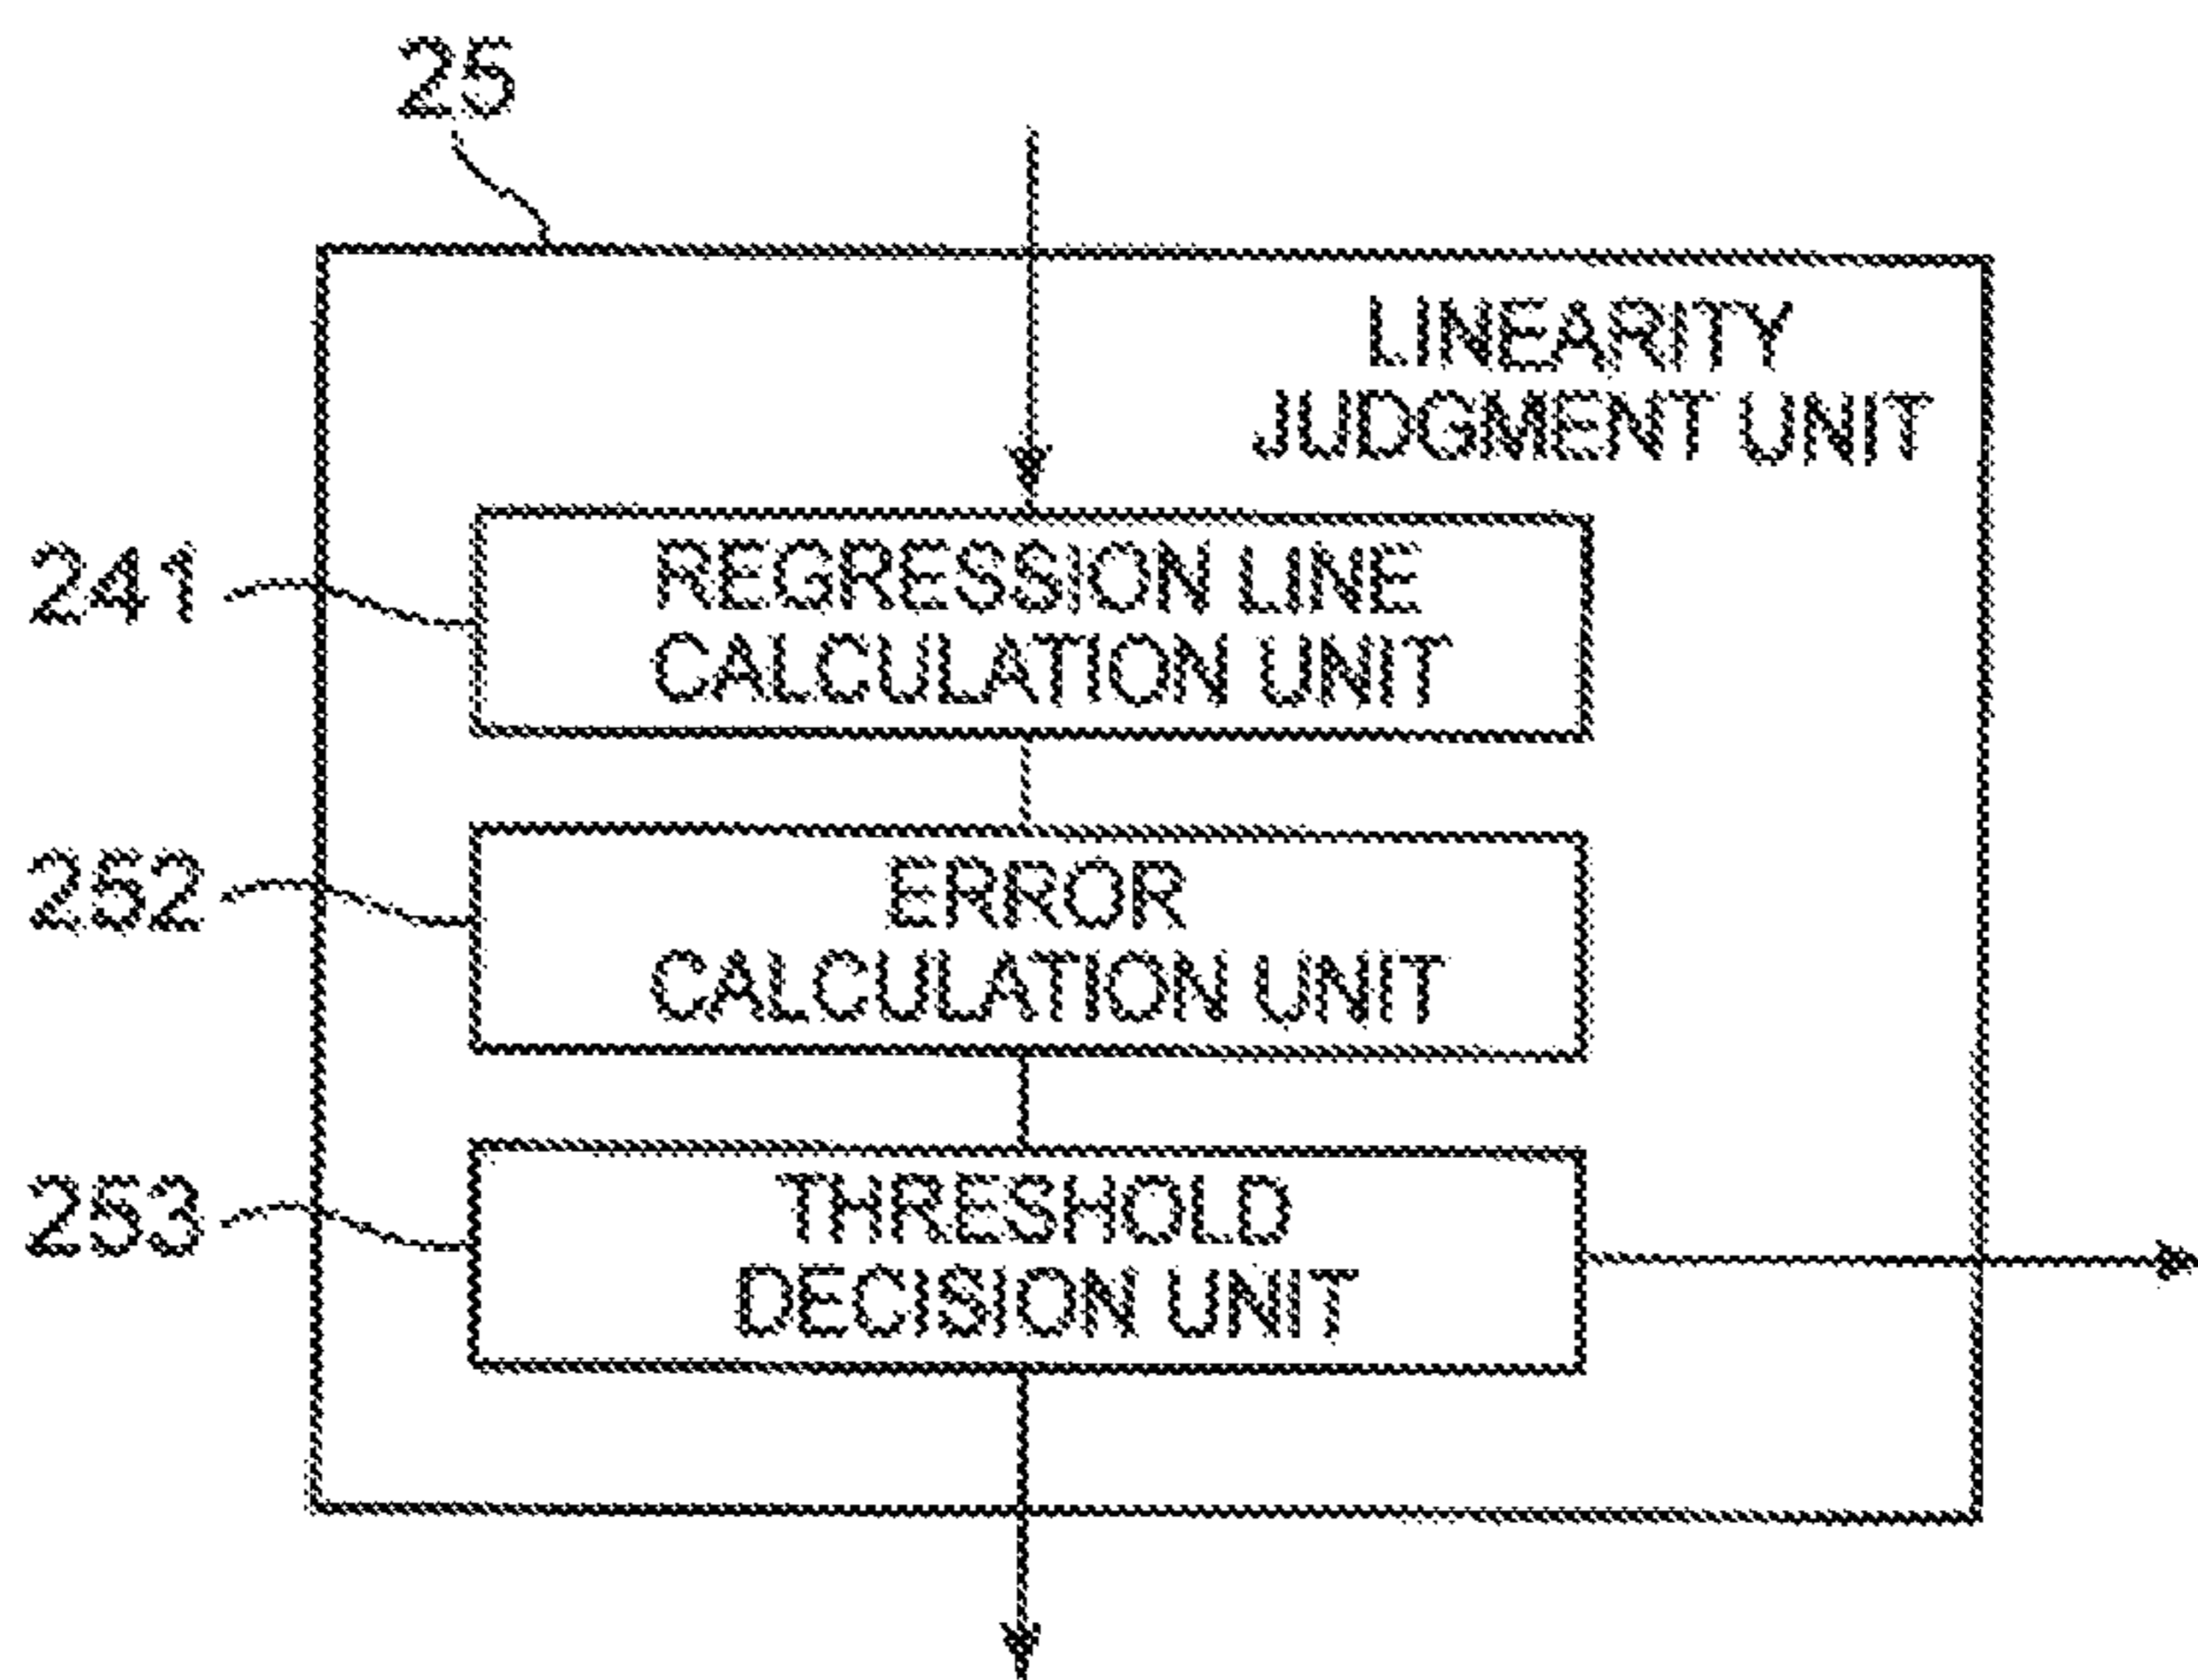 25
LINEARITY
JUDGMENT UNIT
241
REGRESSION LINE
CALCULATION UNIT
252
ERROR
CALCULATION UNIT
253
THRESHOLD
DECISION UNIT